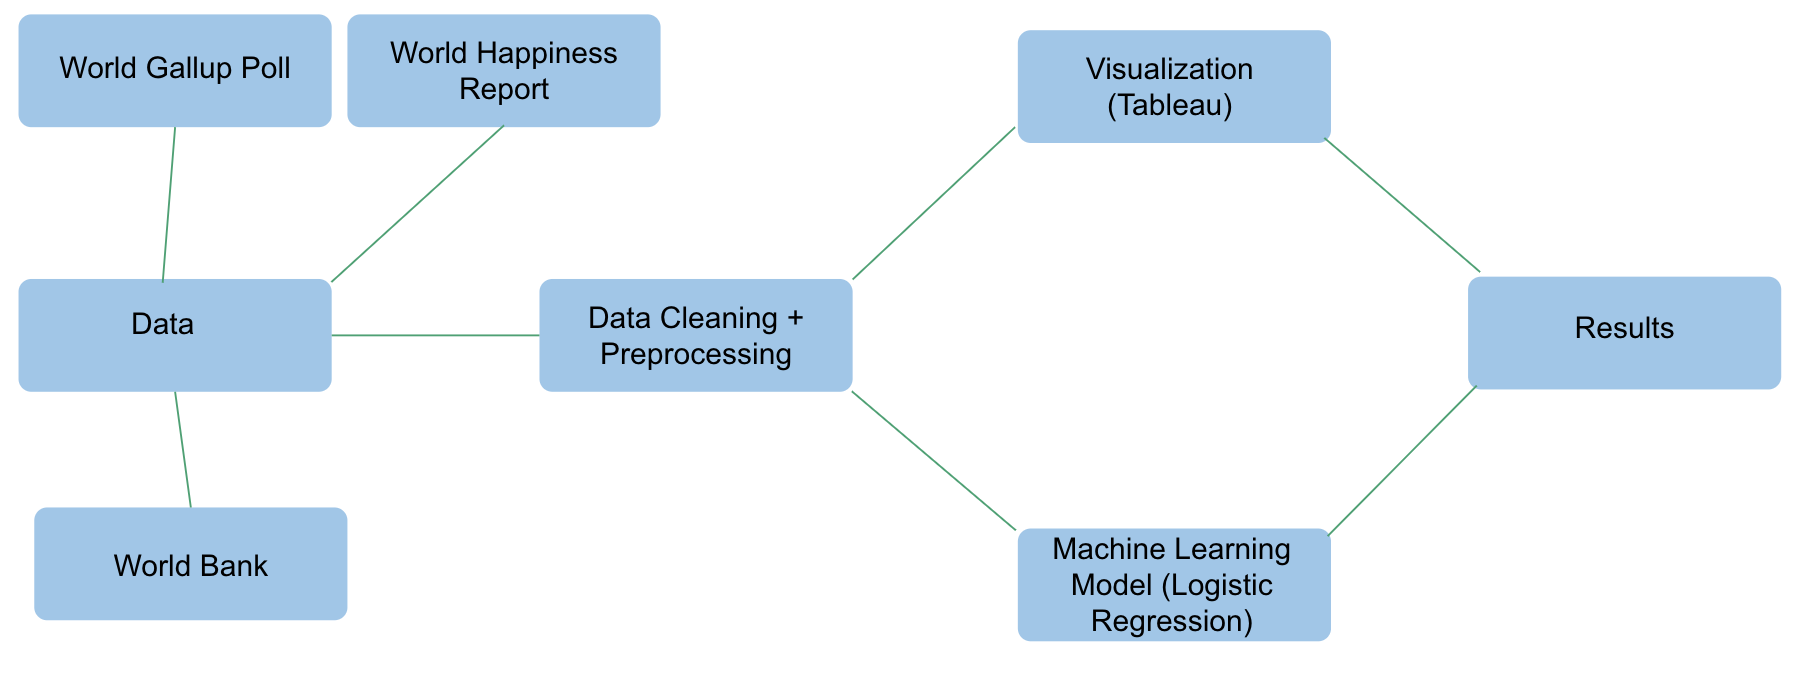 World Gallup Poll
World Happiness
Report
Visualization
(Tableau)
Data
Data Cleaning +
Preprocessing
Results
World Bank
Machine Learning
Model (Logistic
Regression)